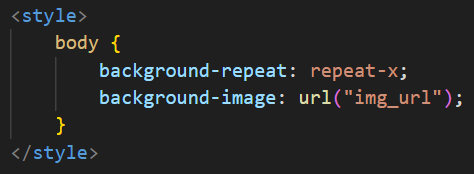 <style>
    body {
        background-repeat: repeat-x;
        background-image: url("img_url");
    }
</style>